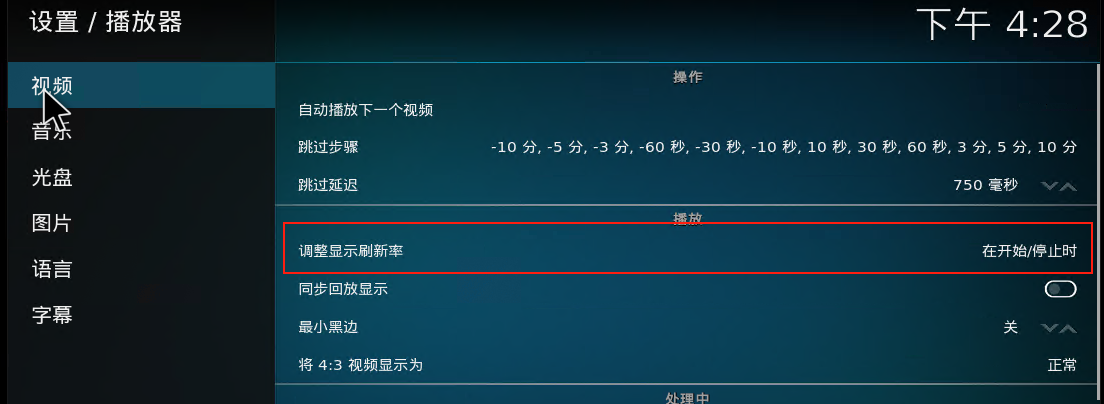 设置 / 播放器
下午 4:28
视频
音乐
光盘
图片
语言
字幕
操作
自动播放下一个视频
跳过步骤 -10 分, -5 分, -3 分, -60 秒, -30 秒, -10 秒, 10 秒, 30 秒, 60 秒, 3 分, 5 分, 10 分
跳过延迟 750 毫秒
播放
调整显示刷新率 在开始/停止时
同步回放显示
最小黑边 关
将 4:3 视频显示为 正常
处理中